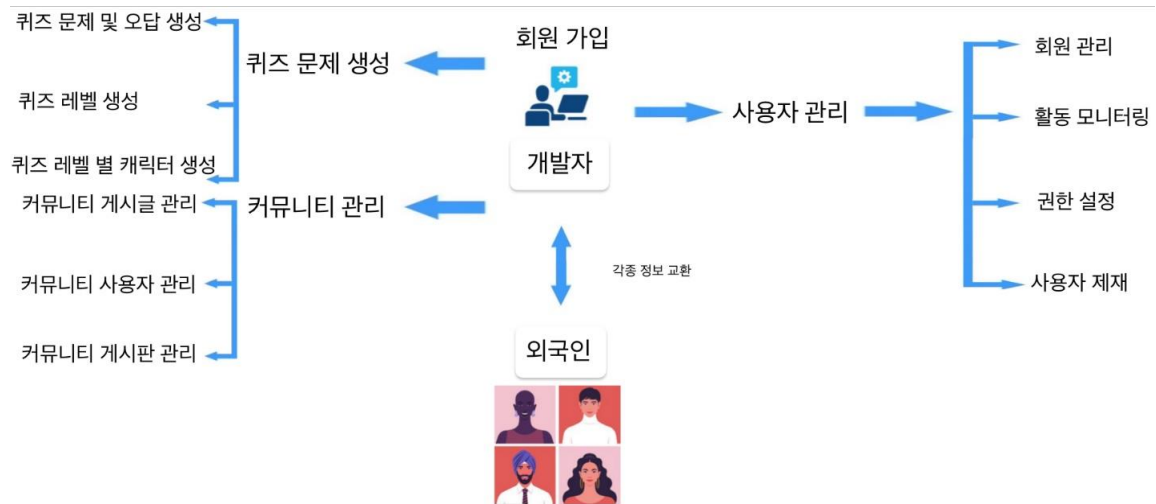 퀴즈 문제 및 오답 생성
퀴즈 레벨 생성
퀴즈 레벨 별 캐릭터 생성
퀴즈 문제 생성
커뮤니티 게시글 관리
커뮤니티 사용자 관리
커뮤니티 게시판 관리
커뮤니티 관리
회원 가입
개발자
각종 정보 교환
외국인
사용자 관리
회원 관리
활동 모니터링
권한 설정
사용자 제재